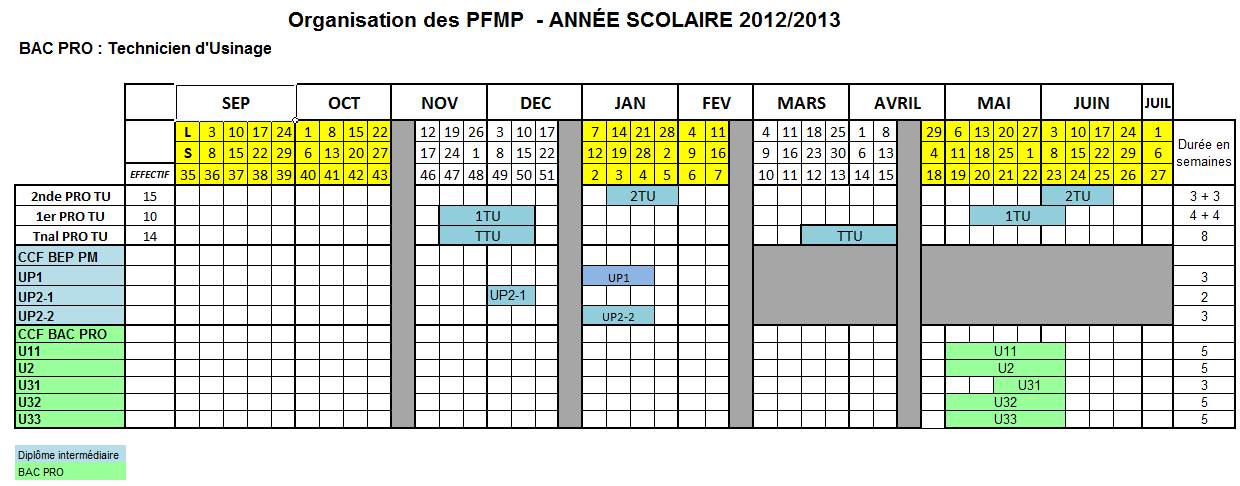 Organisation des PFMP - ANNÉE SCOLAIRE 2012/2013
BAC PRO : Technicien d'Usinage
SEP OCT NOV DEC JAN FEV MARS AVRIL MAI JUIN JUIL
L 3 10 17 24 1 8 15 22 12 19 26 3 10 17 7 14 21 28 4 11 4 11 18 25 1 8 29 6 13 20 27 3 10 17 24 1
S 8 15 22 29 6 13 20 27 17 24 1 8 15 22 12 19 28 2 9 16 9 16 23 30 6 13 4 11 18 25 1 8 15 22 29 6 Durée en semaines
EFFECTIF 35 36 37 38 39 40 41 42 43 46 47 48 49 50 51 2 3 4 5 6 7 10 11 12 13 14 15 18 19 20 21 22 23 24 25 26 27
2nde PRO TU 15 2TU 2TU 3 + 3
1er PRO TU 10 1TU 1TU 4 + 4
Tnal PRO TU 14 TTU TTU 8
CCF BEP PM
UP1 UP1 3
UP2-1 UP2-1 2
UP2-2 UP2-2 3
CCF BAC PRO
U11 U11 5
U2 U2 5
U31 U31 3
U32 U32 5
U33 U33 5
Diplôme intermédiaire
BAC PRO